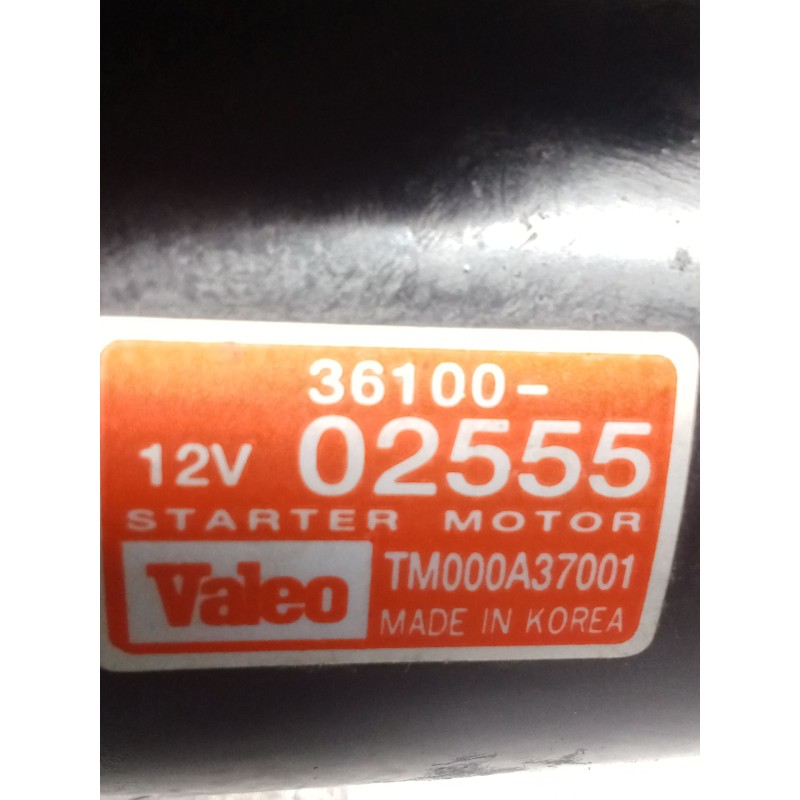 36100-
12V 02555
STARTER MOTOR
Valeo TM000A37001
MADE IN KOREA